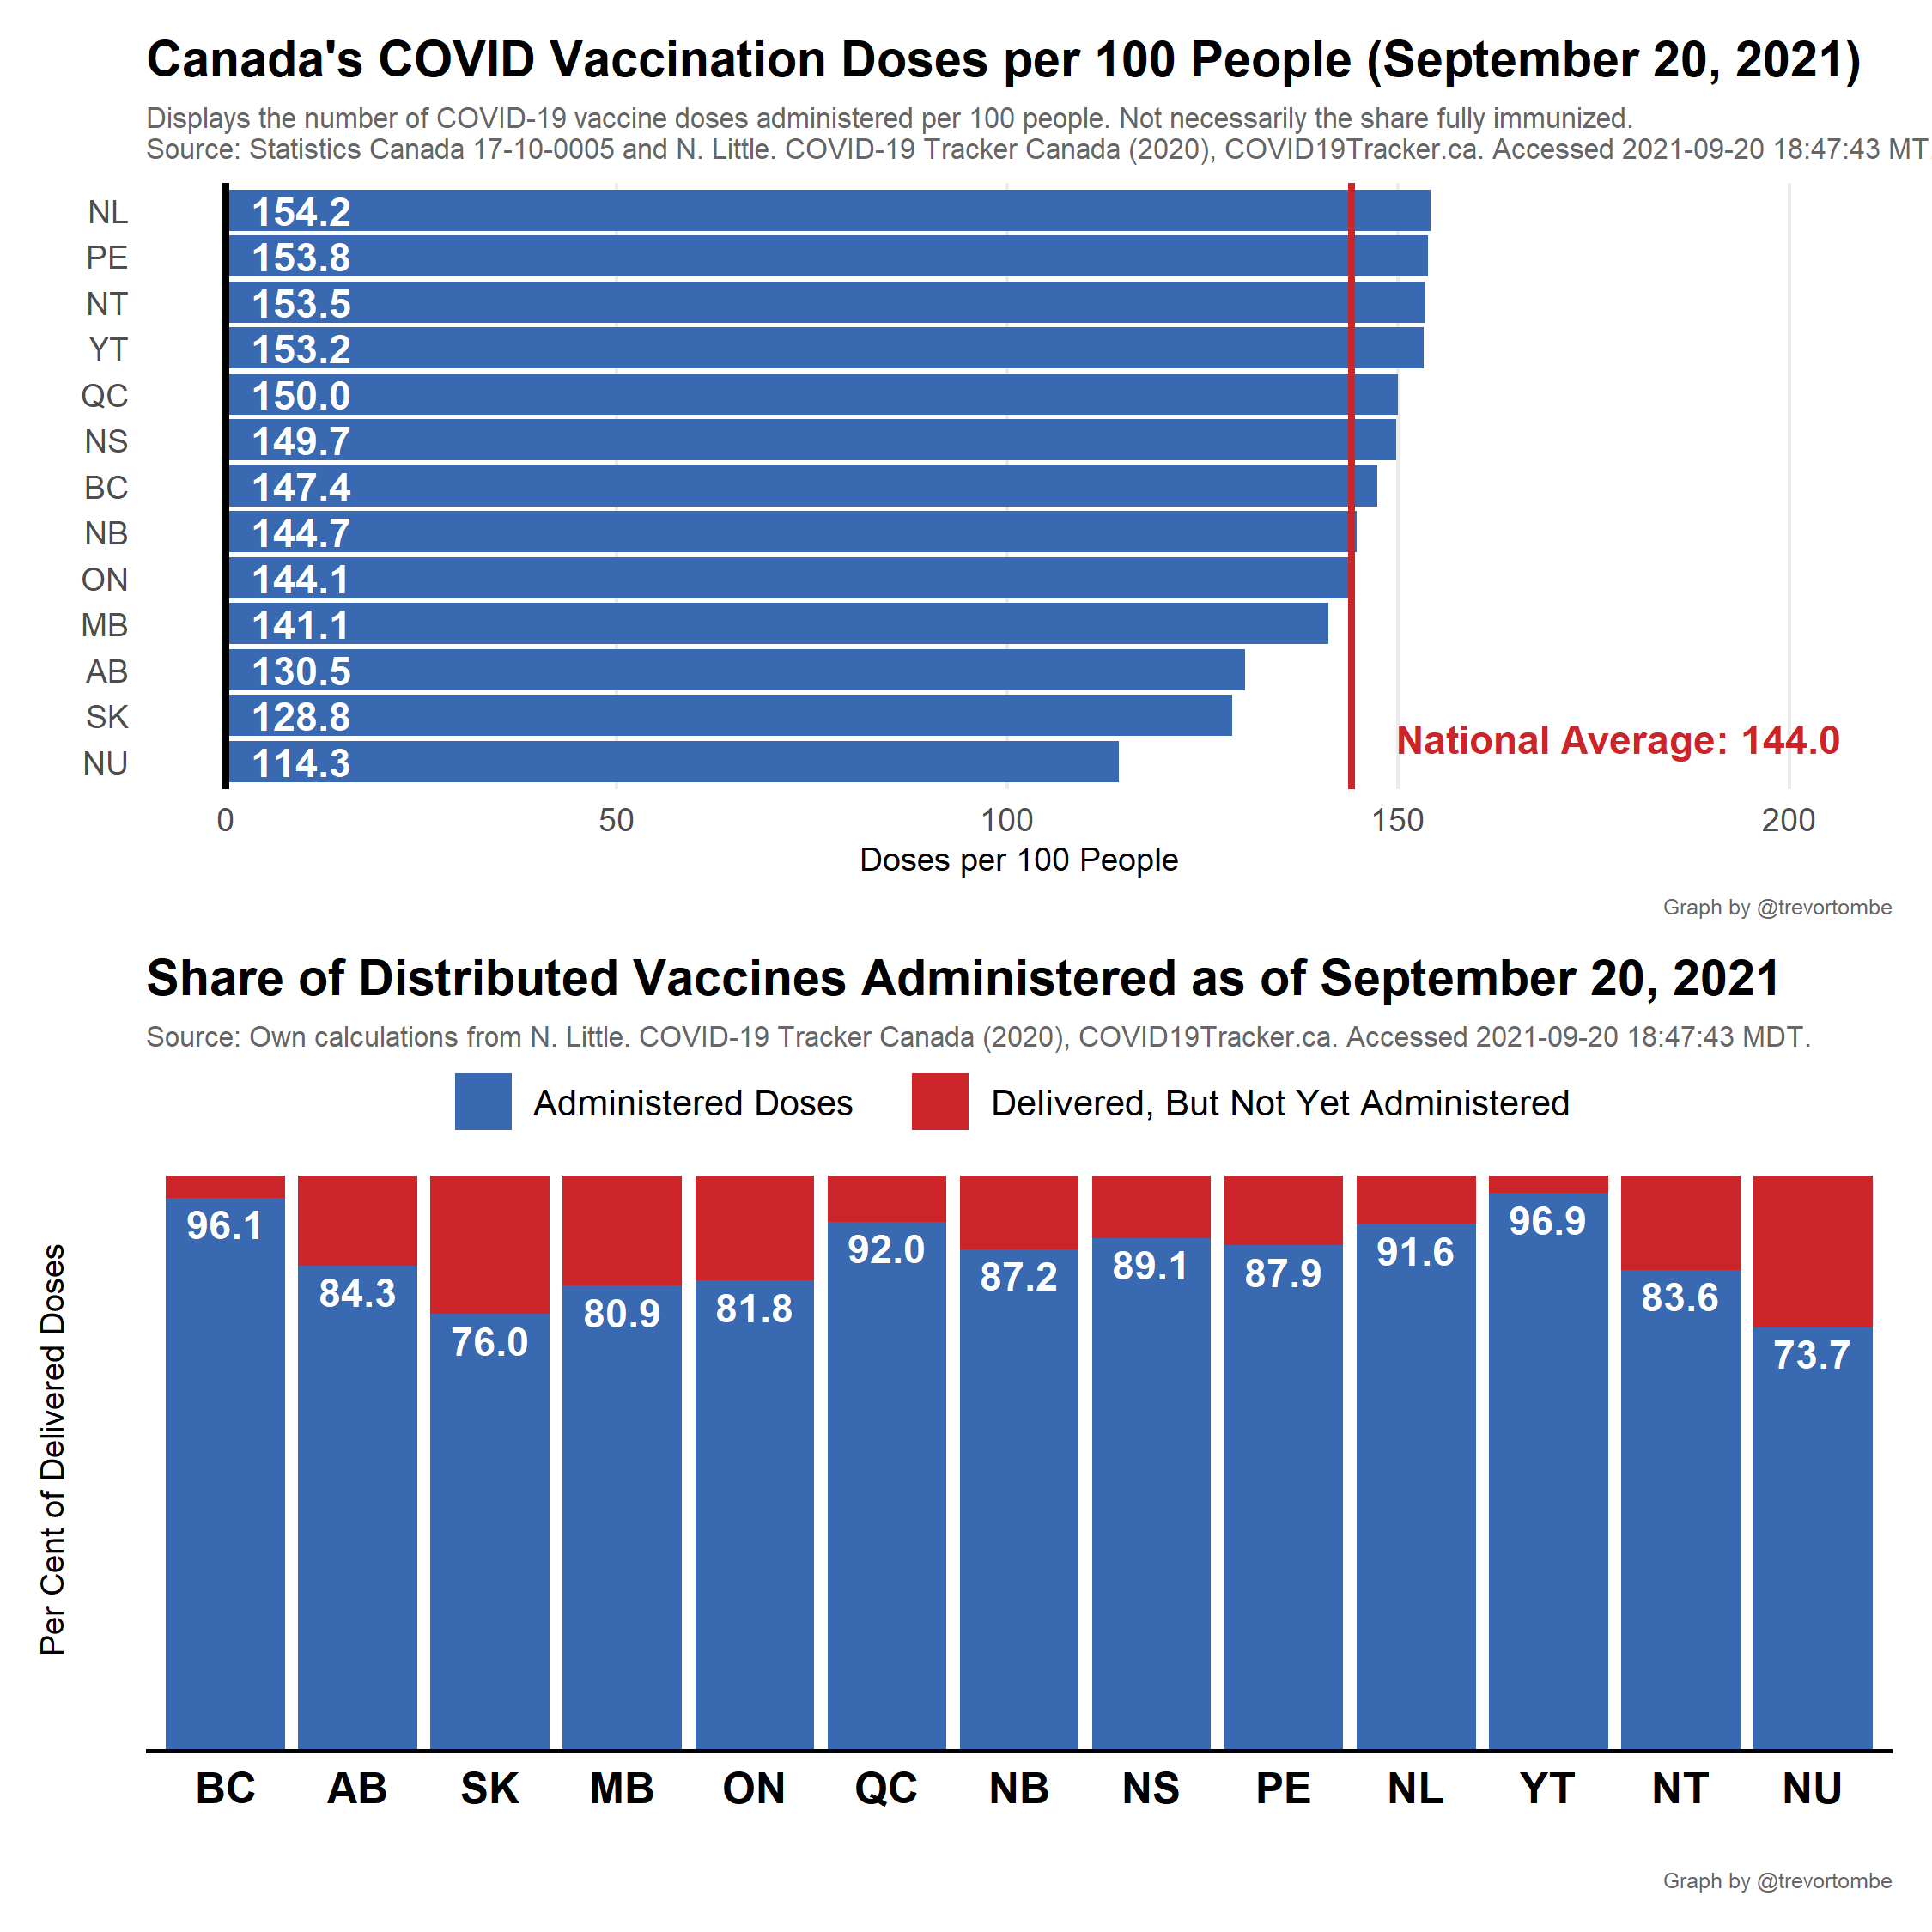 Canada's COVID Vaccination Doses per 100 People (September 20, 2021)
Displays the number of COVID-19 vaccine doses administered per 100 people. Not necessarily the share fully immunized.
Source: Statistics Canada 17-10-0005 and N. Little. COVID-19 Tracker Canada (2020), COVID19Tracker.ca. Accessed 2021-09-20 18:47:43 MT
NL 154.2
PE 153.8
NT 153.5
YT 153.2
QC 150.0
NS 149.7
BC 147.4
NB 144.7
ON 144.1
MB 141.1
AB 130.5
SK 128.8
National Average: 144.0
NU 114.3
0 50 100 150 200
Doses per 100 People
Graph by @trevortombe
Share of Distributed Vaccines Administered as of September 20, 2021
Source: Own calculations from N. Little. COVID-19 Tracker Canada (2020), COVID19Tracker.ca. Accessed 2021-09-20 18:47:43 MDT.
Administered Doses Delivered, But Not Yet Administered
Per Cent of Delivered Doses
96.1 84.3 76.0 80.9 81.8 92.0 87.2 89.1 87.9 91.6 96.9 83.6 73.7
BC AB SK MB ON QC NB NS PE NL YT NT NU
Graph by @trevortombe